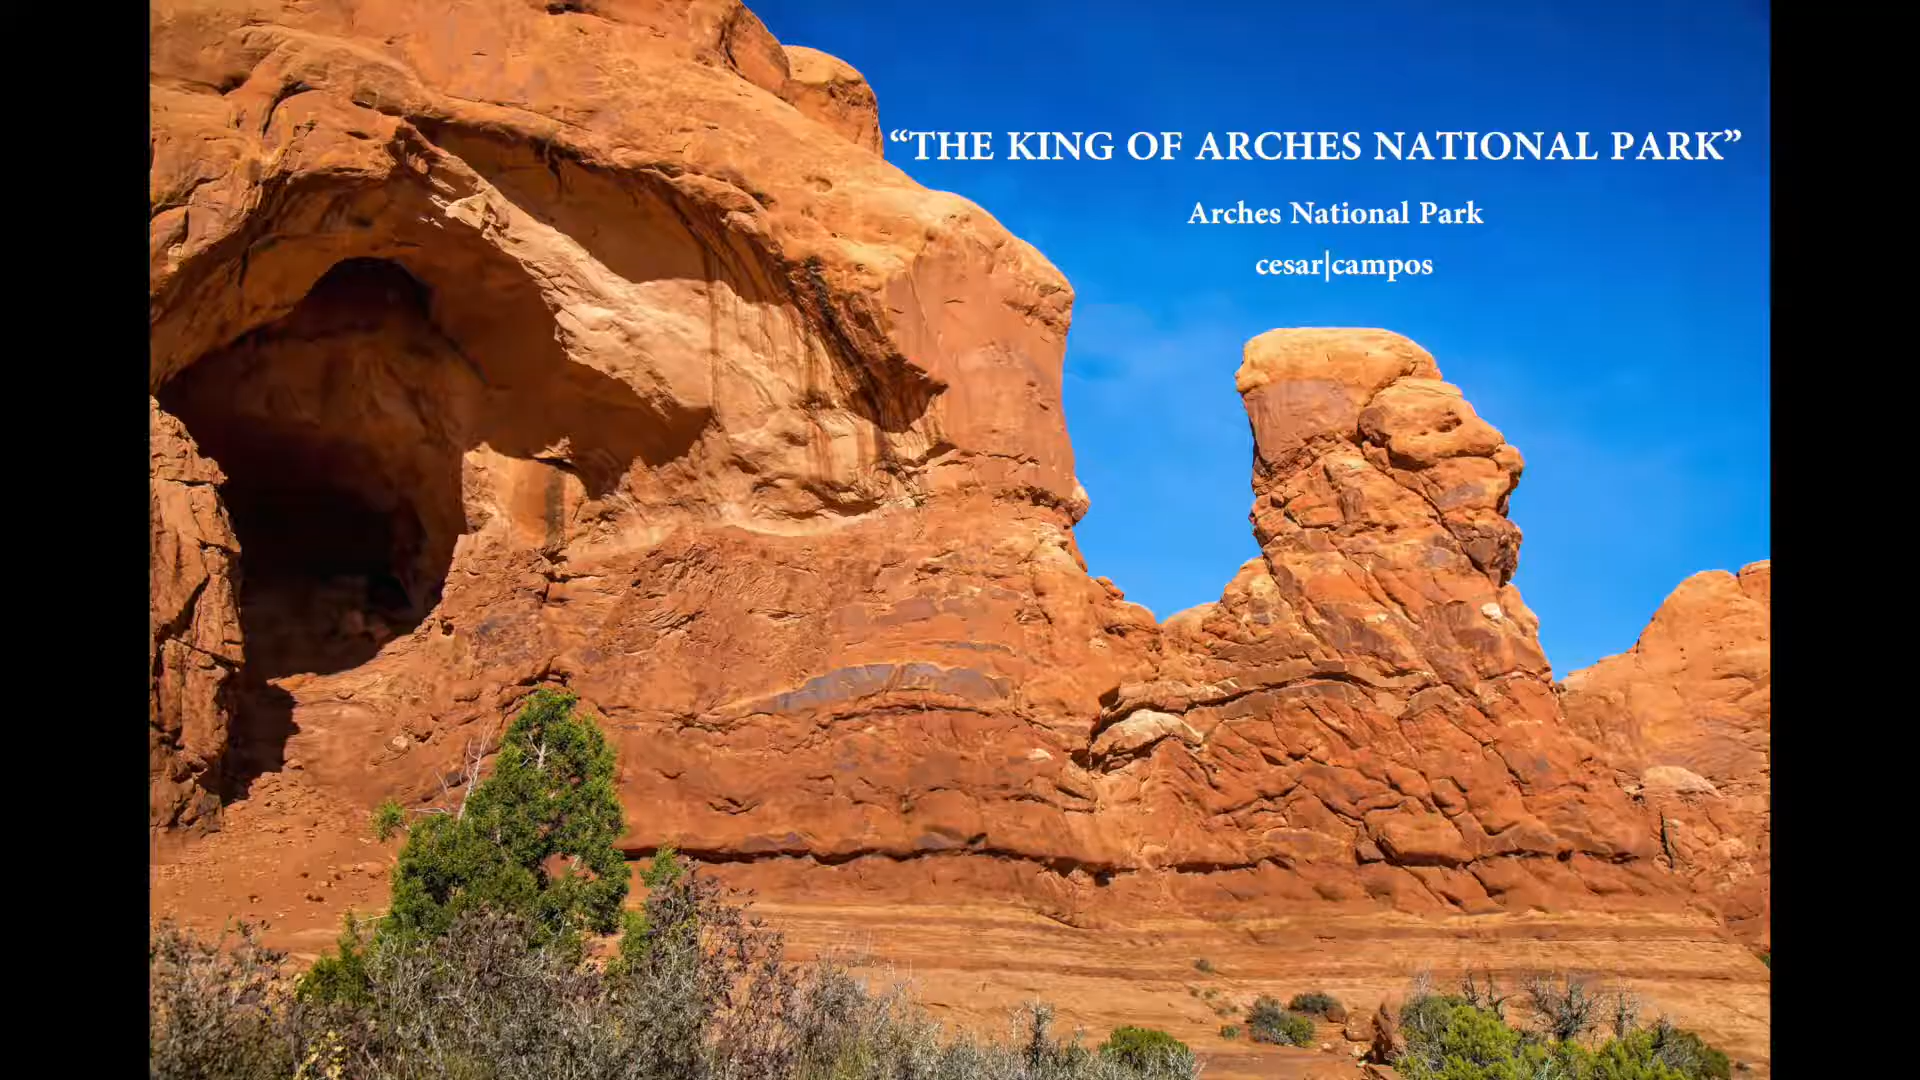 “THE KING OF ARCHES NATIONAL PARK”
Arches National Park
cesar|campos